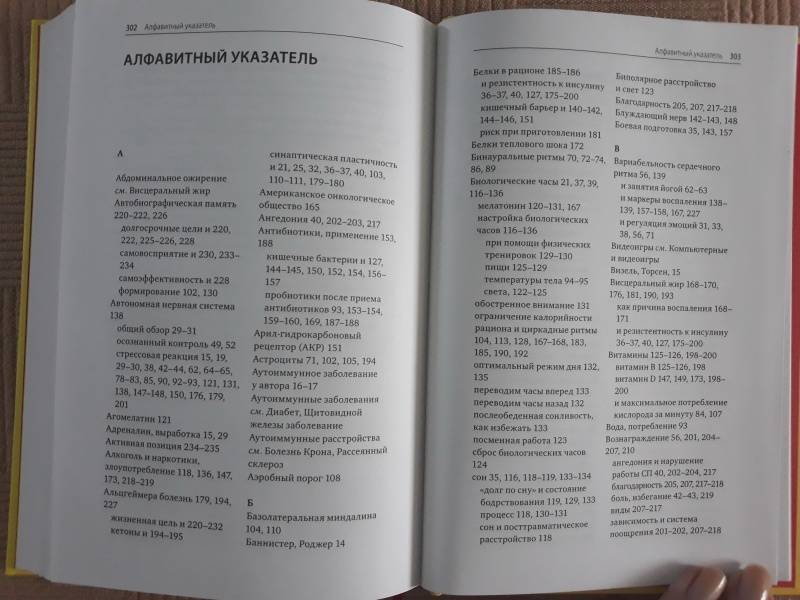 302 Алфавитный указатель
АЛФАВИТНЫЙ УКАЗАТЕЛЬ
А
Абдоминальное ожирение
см. Висцеральный жир
Автобиографическая память
220–222, 226
долгосрочные цели и 220,
222, 225–226, 228
самовосприятие и 230, 233–
234
самоэффективность и 228
формирование 102, 130
Автономная нервная система
138
общий обзор 29–31
осознанный контроль 49, 52
стрессовая реакция 15, 19,
29–30, 38, 42–44, 62, 64–65,
78–83, 85, 90, 92–93, 121, 131,
138, 147–148, 150, 176, 179,
201
Агомелатин 121
Адреналин, выработка 15, 29
Активная позиция 234–235
Алкоголь и наркотики,
злоупотребление 118, 136, 147,
173, 218–219
Альцгеймера болезнь 179, 194,
227
жизненная цель и 220–232
кетоны и 194–195
синаптическая пластичность
и 21, 25, 32, 36–37, 40, 103,
110–111, 179–180
Американское онкологическое
общество 165
Ангедония 40, 202–203, 217
Антибиотики, применение 153,
188
кишечные бактерии и 127,
144–145, 150, 152, 154, 156–
157
пробиотики после приема
антибиотиков 93, 153–154,
159–160, 169, 187–188
Арил-гидрокарбоновый
рецептор (АКР) 151
Астроциты 71, 102, 105, 194
Аутоиммунное заболевание
у автора 16–17
Аутоиммунные заболевания
см. Диабет, Щитовидной
железы заболевание
Аутоиммунные расстройства
см. Болезнь Крона, Рассеянный
склероз
Аэробный порог 108
Б
Базолатеральная миндалина
104, 110
Баннистер, Роджер 14
Алфавитный указатель 303
Белки в рационе 185–186
и резистентность к инсулину
36–37, 40, 127, 175–200
кишечный барьер и 140–142,
144–146, 151
риск при приготовлении 181
Белки теплового шока 172
Бинауральные ритмы 70, 72–74,
86, 89
Биологические часы 21, 37, 39,
116–136
мелатонин 120–131, 167
настройка биологических
часов 116–136
при помощи физических
тренировок 129–130
пищи 125–129
температуры тела 94–95
света, 122–125
обостренное внимание 131
ограничение калорийности
рациона и циркадные ритмы
104, 113, 128, 167–168, 183,
185, 190, 192
оптимальный режим дня 132,
135
переводим часы вперед 133
переводим часы назад 132
послеобеденная сонливость,
как избежать 133
посменная работа 123
сброс биологических часов
124
сон 35, 116, 118–119, 133–134
«долг по сну» и состояние
бодрствования 119, 129, 133
процесс 118, 130–131
сон и посттравматическое
расстройство 118
Биполярное расстройство
и свет 123
Благодарность 205, 207, 217–218
Блуждающий нерв 142–143, 148
Боевая подготовка 35, 143, 157
В
Вариабельность сердечного
ритма 56, 139
и занятия йогой 62–63
и маркеры воспаления 138–
139, 157–158, 167, 227
и регуляция эмоций 31, 33,
38, 56, 71
Видеоигры см. Компьютерные
и видеоигры
Визель, Торсен, 15
Висцеральный жир 168–170,
176, 181, 190, 193
как причина воспаления 168–
171
и резистентность к инсулину
36–37, 40, 127, 175–200
Витамины 125–126, 198–200
витамин B 125–126, 198
витамин D 147, 149, 173, 198–
200
и максимальное потребление
кислорода за минуту 84, 107
Вода, потребление 93
Вознаграждение 56, 201, 204–
207, 210
ангедония и нарушение
работы СП 40, 202–204, 217
благодарность 205, 207, 217–218
боль, избегание 42–43, 219
виды 207–217
зависимость и система
поощрения 201–202, 207–218